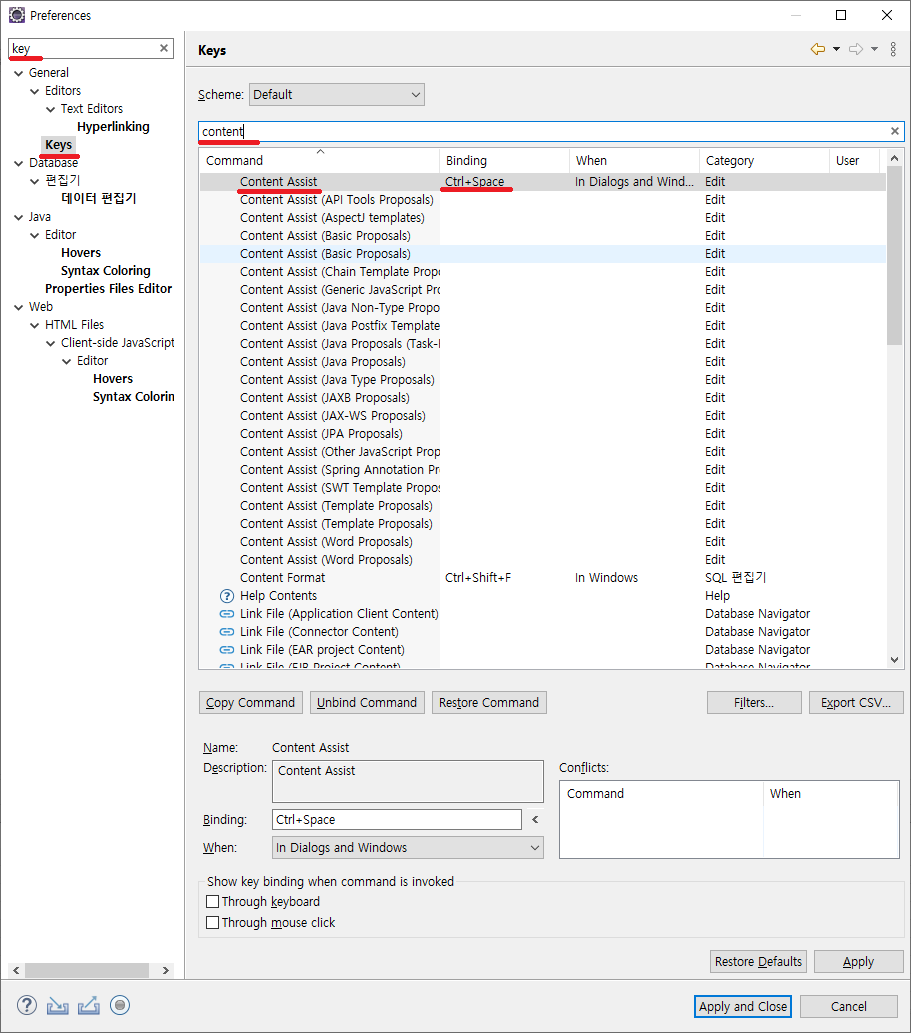 Preferences
key
General
Editors
Text Editors
Hyperlinking
Keys
Database
편집기
데이터 편집기
Java
Editor
Hovers
Syntax Coloring
Properties Files Editor
Web
HTML Files
Client-side JavaScript
Editor
Hovers
Syntax Colorin
Keys
Scheme: Default
content
Command Binding When Category User
Content Assist Ctrl+Space In Dialogs and Wind... Edit
Content Assist (API Tools Proposals) Edit
Content Assist (AspectJ templates) Edit
Content Assist (Basic Proposals) Edit
Content Assist (Basic Proposals) Edit
Content Assist (Chain Template Propo Edit
Content Assist (Generic JavaScript Pro Edit
Content Assist (Java Non-Type Propo Edit
Content Assist (Java Postfix Template Edit
Content Assist (Java Proposals (Task- Edit
Content Assist (Java Proposals) Edit
Content Assist (Java Type Proposals) Edit
Content Assist (JAXB Proposals) Edit
Content Assist (JAX-WS Proposals) Edit
Content Assist (JPA Proposals) Edit
Content Assist (Other JavaScript Prop Edit
Content Assist (Spring Annotation Pr Edit
Content Assist (SWT Template Propos Edit
Content Assist (Template Proposals) Edit
Content Assist (Template Proposals) Edit
Content Assist (Word Proposals) Edit
Content Assist (Word Proposals) Edit
Content Format Ctrl+Shift+F In Windows SQL 편집기
Help Contents Help
Link File (Application Client Content) Database Navigator
Link File (Connector Content) Database Navigator
Link File (EAR project Content) Database Navigator
Link File (EJB Project Content) Database Navigator
Copy Command Unbind Command Restore Command Filters... Export CSV...
Name: Content Assist
Description: Content Assist
Binding: Ctrl+Space <
When: In Dialogs and Windows
Conflicts:
Command When
Show key binding when command is invoked
Through keyboard
Through mouse click
Restore Defaults Apply
Apply and Close Cancel